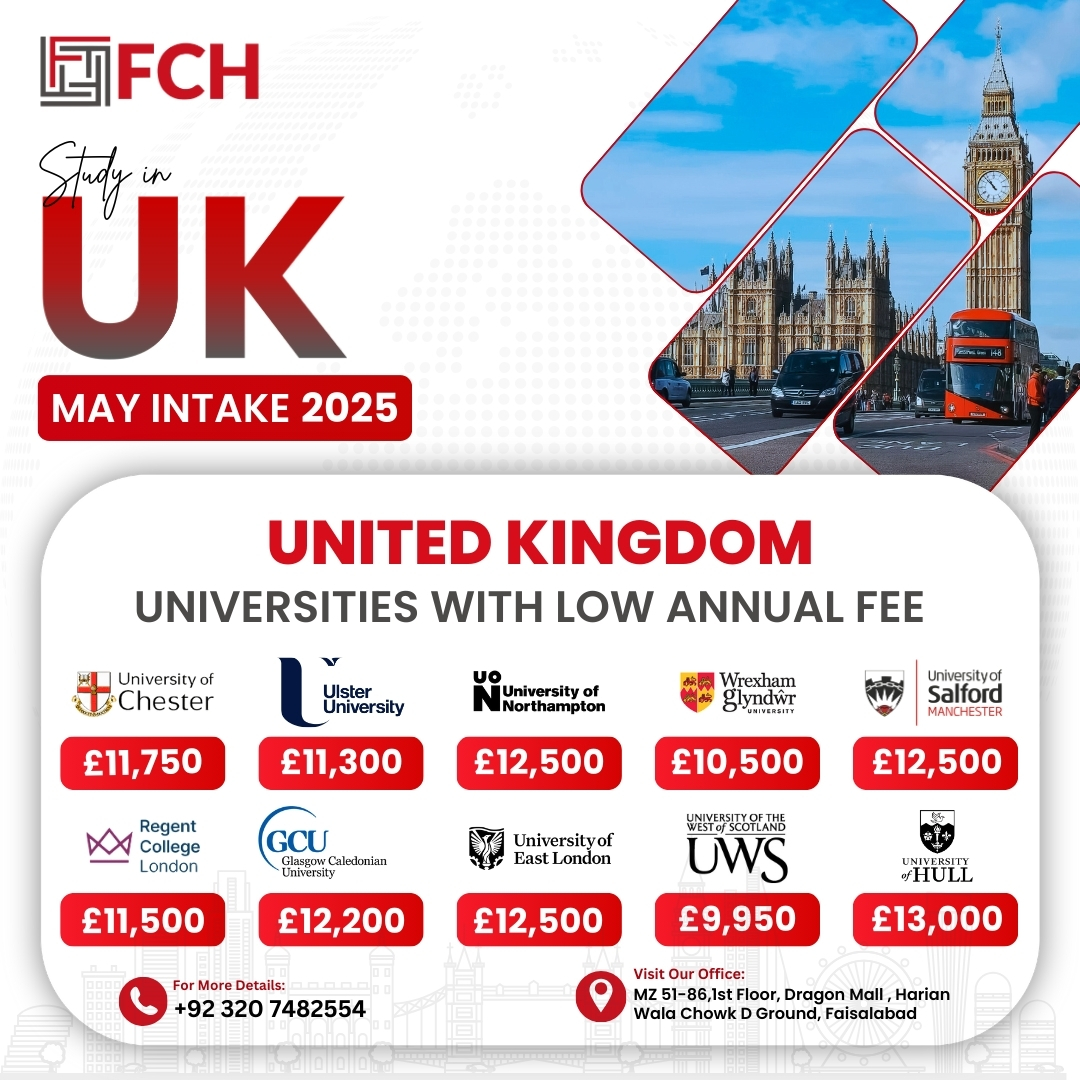 FCH
Study in
UK
MAY INTAKE 2025
UNITED KINGDOM
UNIVERSITIES WITH LOW ANNUAL FEE
University of
Chester
£11,750
Ulster
University
£11,300
UO
N University of
Northampton
£12,500
Wrexham
glyndŵr
UNIVERSITY
£10,500
University of
Salford
MANCHESTER
£12,500
Regent
College
London
£11,500
GCU
Glasgow Caledonian
University
£12,200
University of
East London
£12,500
UNIVERSITY OF THE
WEST of SCOTLAND
UWS
£9,950
UNIVERSITY
of HULL
£13,000
For More Details:
+92 320 7482554
Visit Our Office:
MZ 51-86,1st Floor, Dragon Mall , Harian
Wala Chowk D Ground, Faisalabad
148